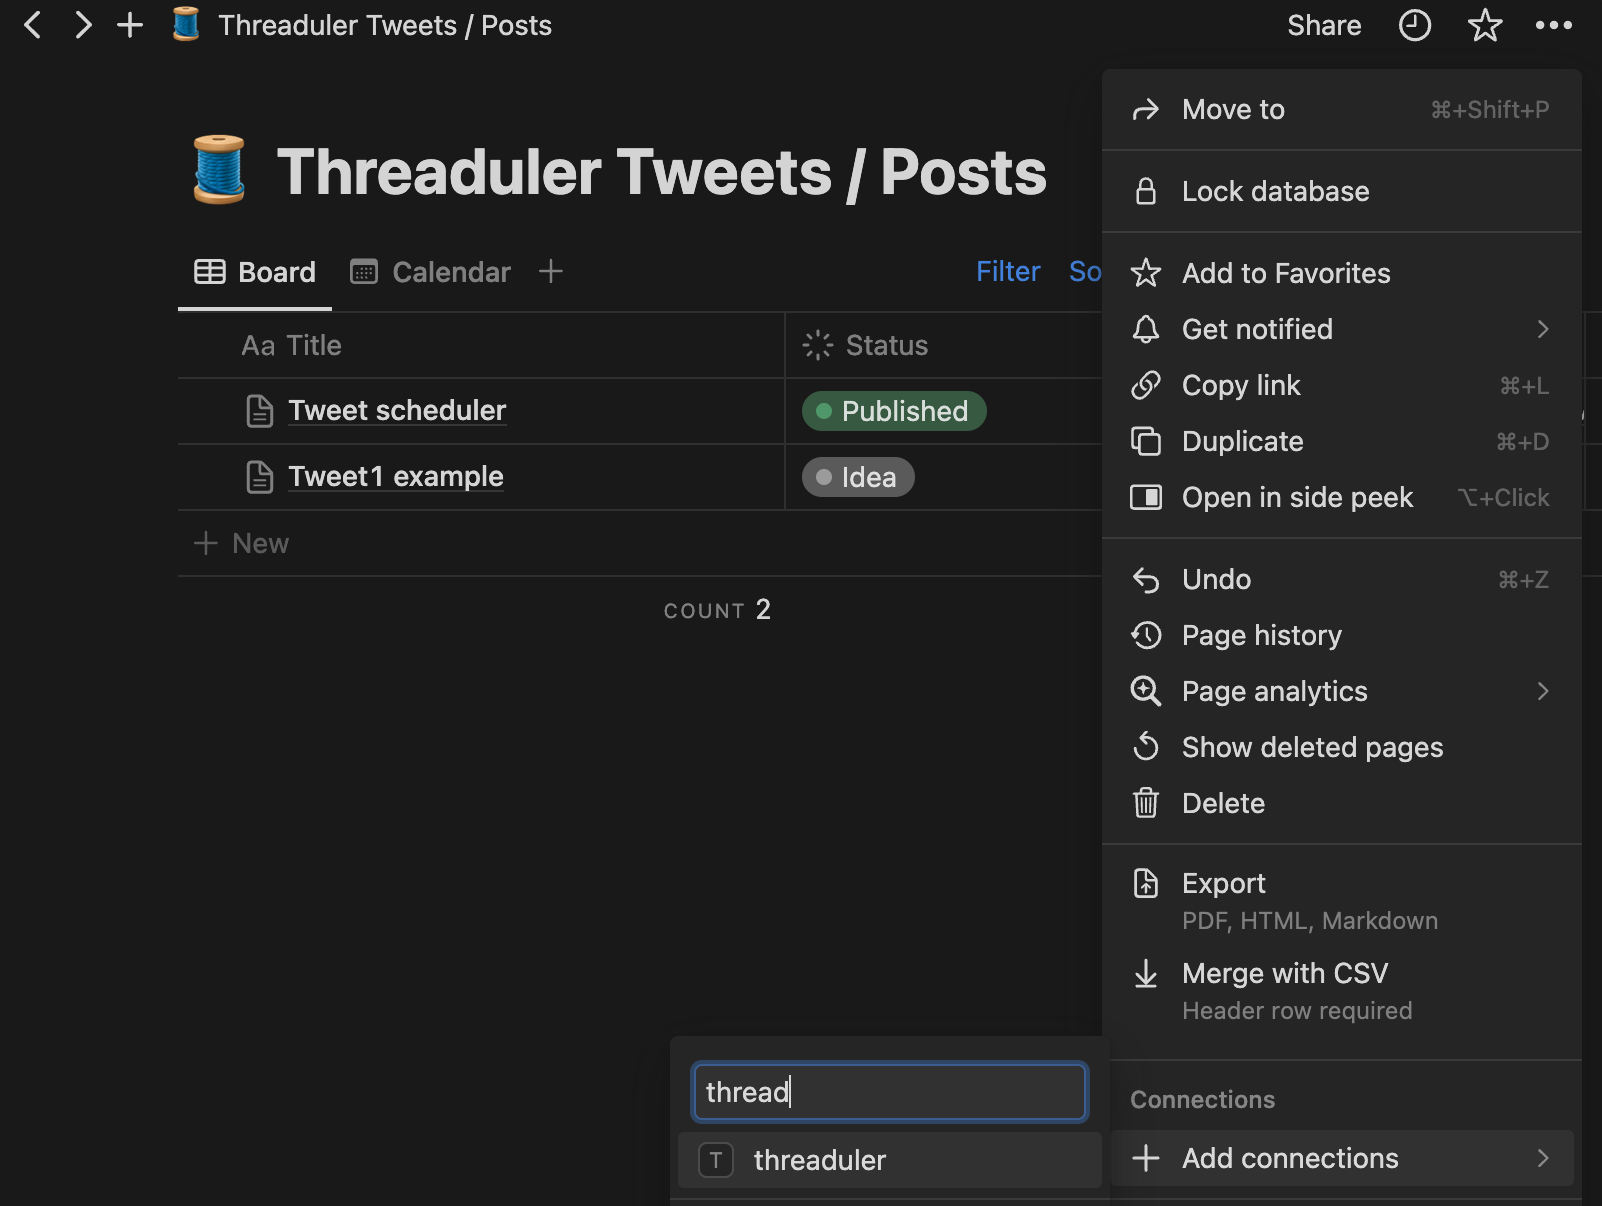 Threaduler Tweets / Posts
Share
Threaduler Tweets / Posts
Board
Calendar
Filter
So
Aa Title
Status
Tweet scheduler
Published
Tweet1 example
Idea
New
COUNT 2
Move to ⌘+Shift+P
Lock database
Add to Favorites
Get notified
Copy link ⌘+L
Duplicate ⌘+D
Open in side peek ⌥+Click
Undo ⌘+Z
Page history
Page analytics
Show deleted pages
Delete
Export
PDF, HTML, Markdown
Merge with CSV
Header row required
Connections
Add connections
thread
T threaduler